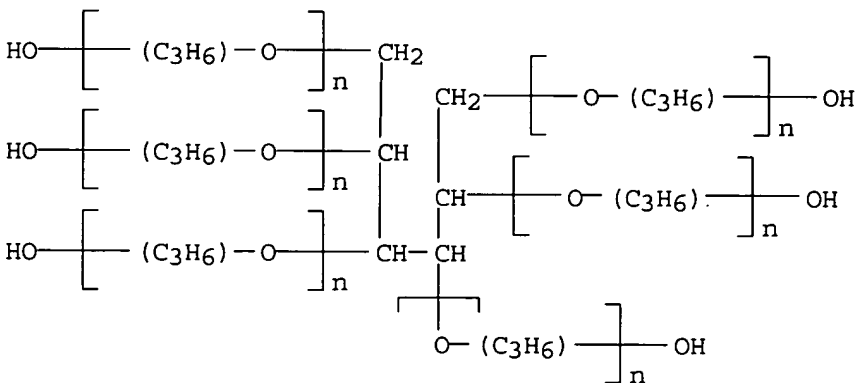 HO (C3H6) O n CH2
CH2 O (C3H6) n OH
HO (C3H6) O n CH
CH O (C3H6) n OH
HO (C3H6) O n CH CH
O (C3H6) n OH